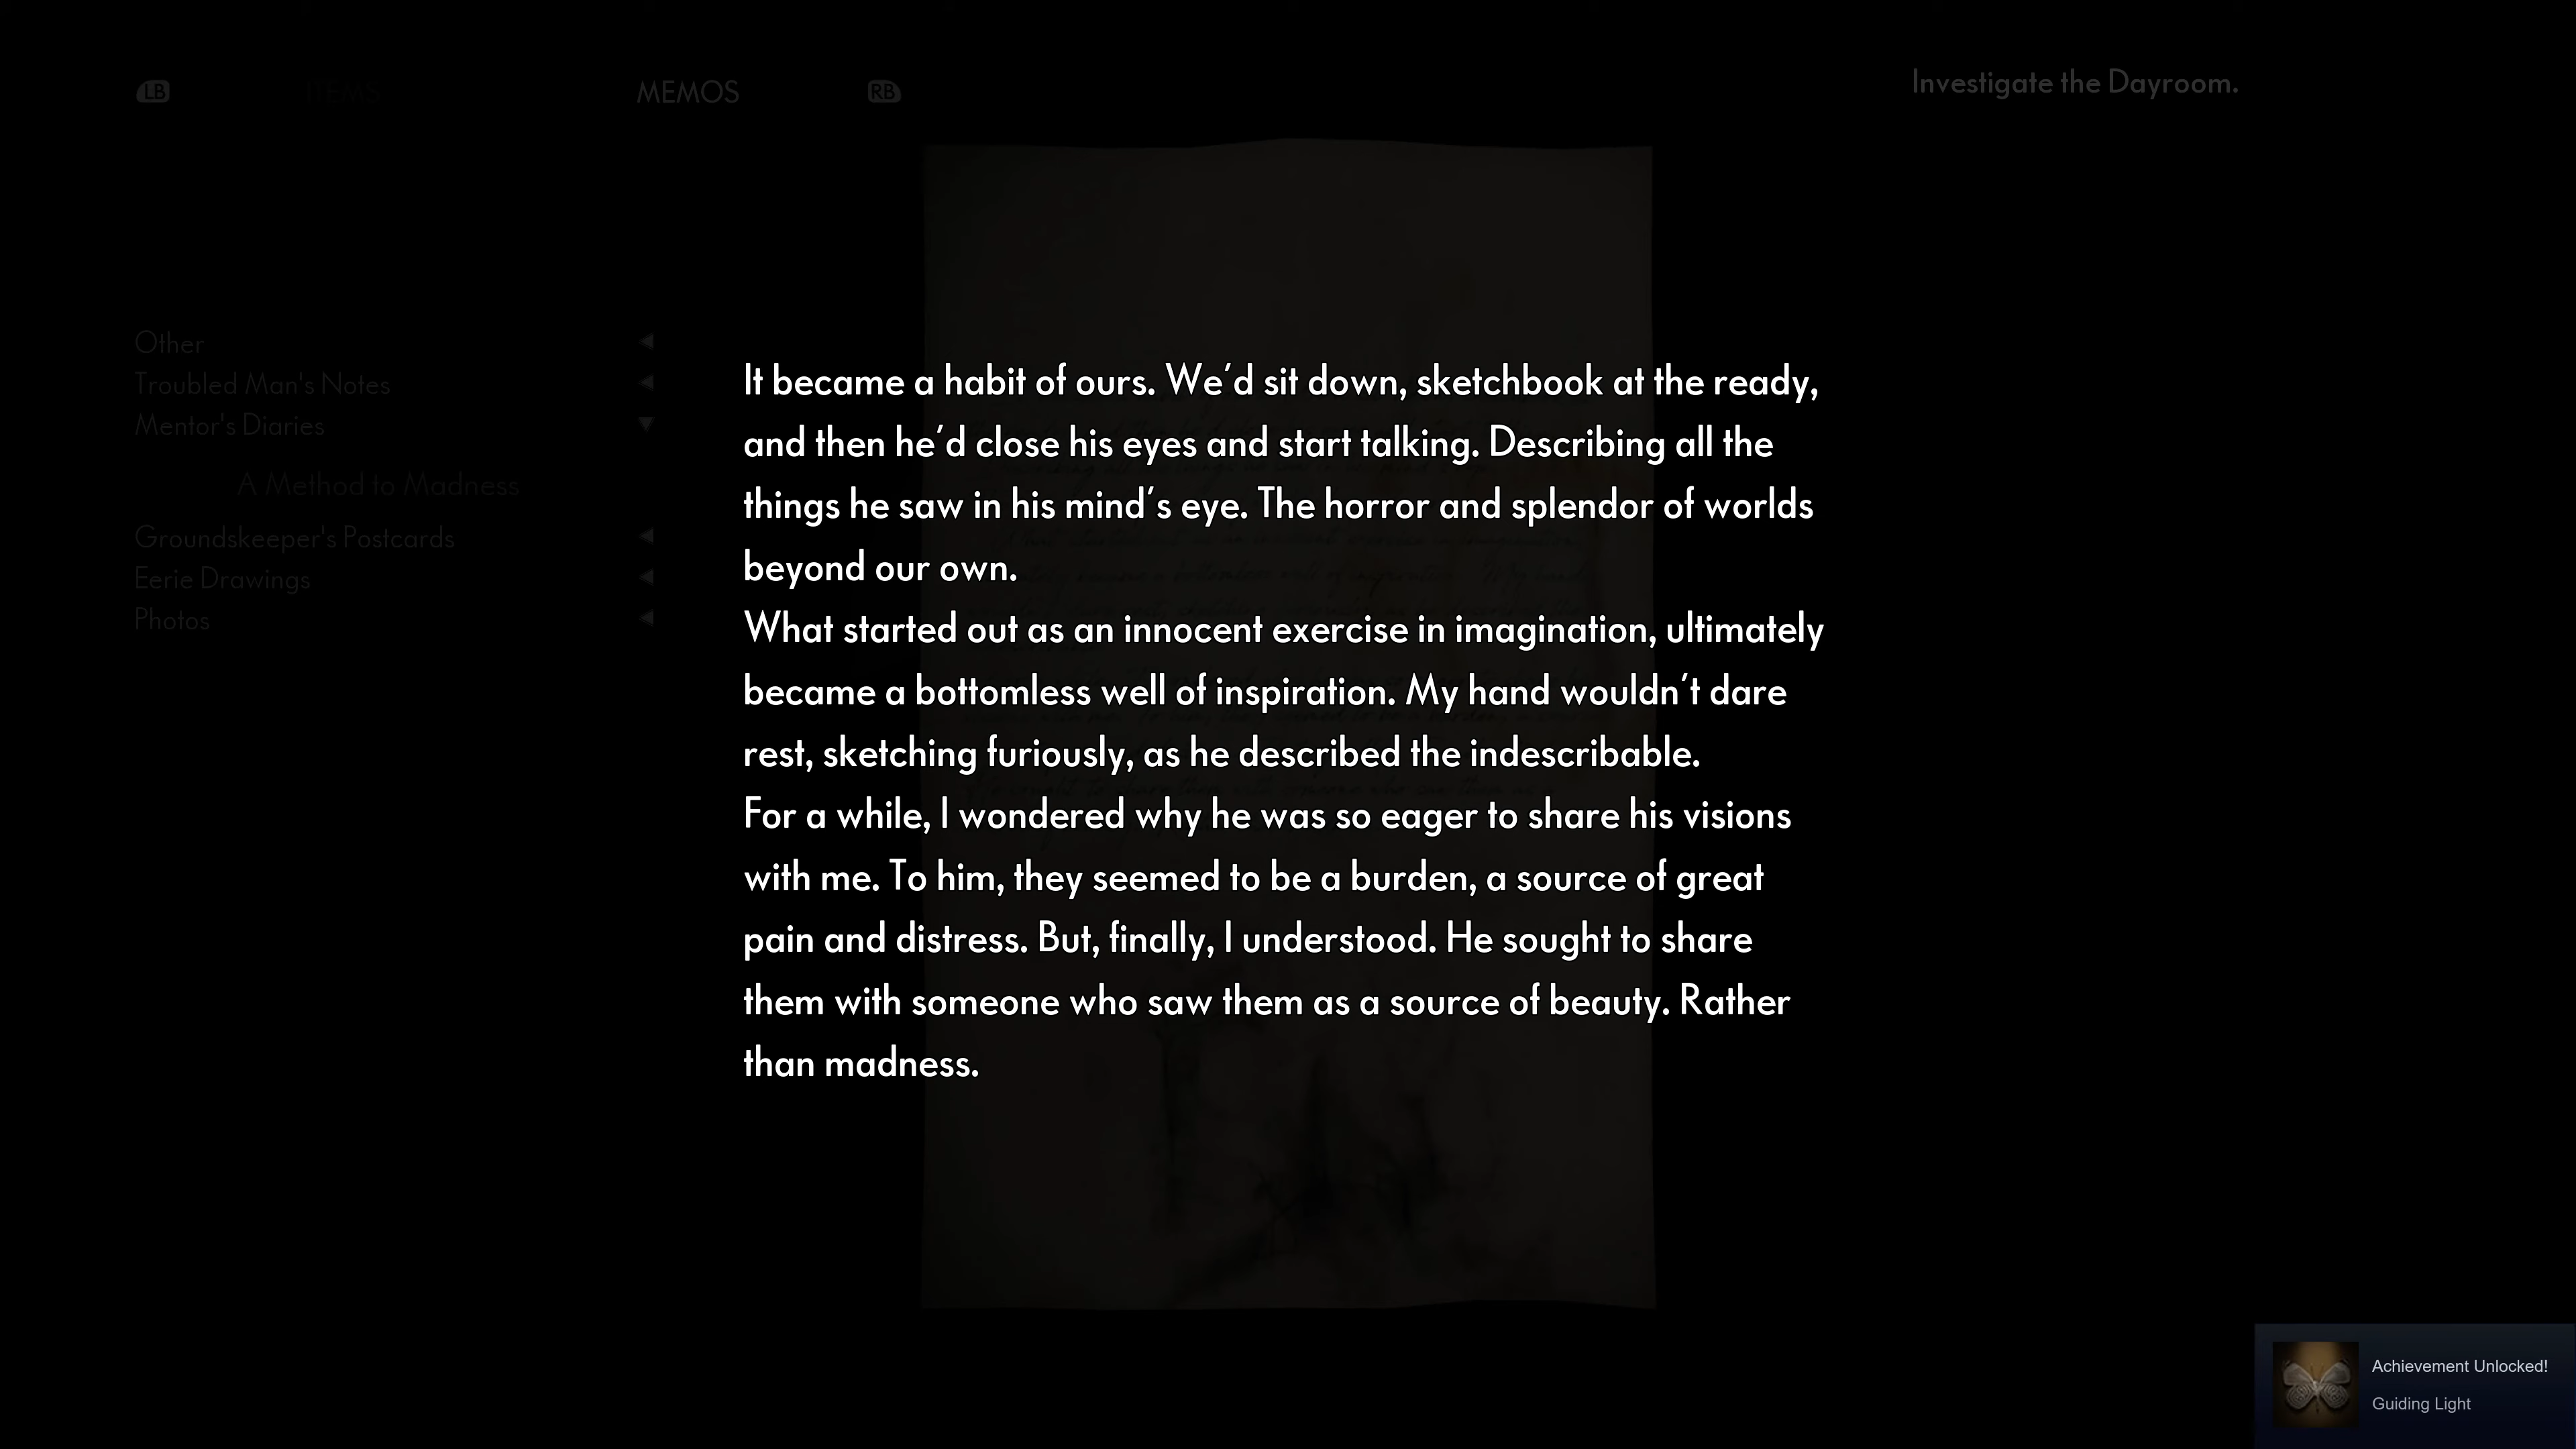 LB ITEMS MEMOS RB
Investigate the Dayroom.
Other
Troubled Man's Notes
Mentor's Diaries
A Method to Madness
Groundskeeper's Postcards
Eerie Drawings
Photos
It became a habit of ours. We'd sit down, sketchbook at the ready,
and then he'd close his eyes and start talking. Describing all the
things he saw in his mind's eye. The horror and splendor of worlds
beyond our own.
What started out as an innocent exercise in imagination, ultimately
became a bottomless well of inspiration. My hand wouldn't dare
rest, sketching furiously, as he described the indescribable.
For a while, I wondered why he was so eager to share his visions
with me. To him, they seemed to be a burden, a source of great
pain and distress. But, finally, I understood. He sought to share
them with someone who saw them as a source of beauty. Rather
than madness.
Achievement Unlocked!
Guiding Light